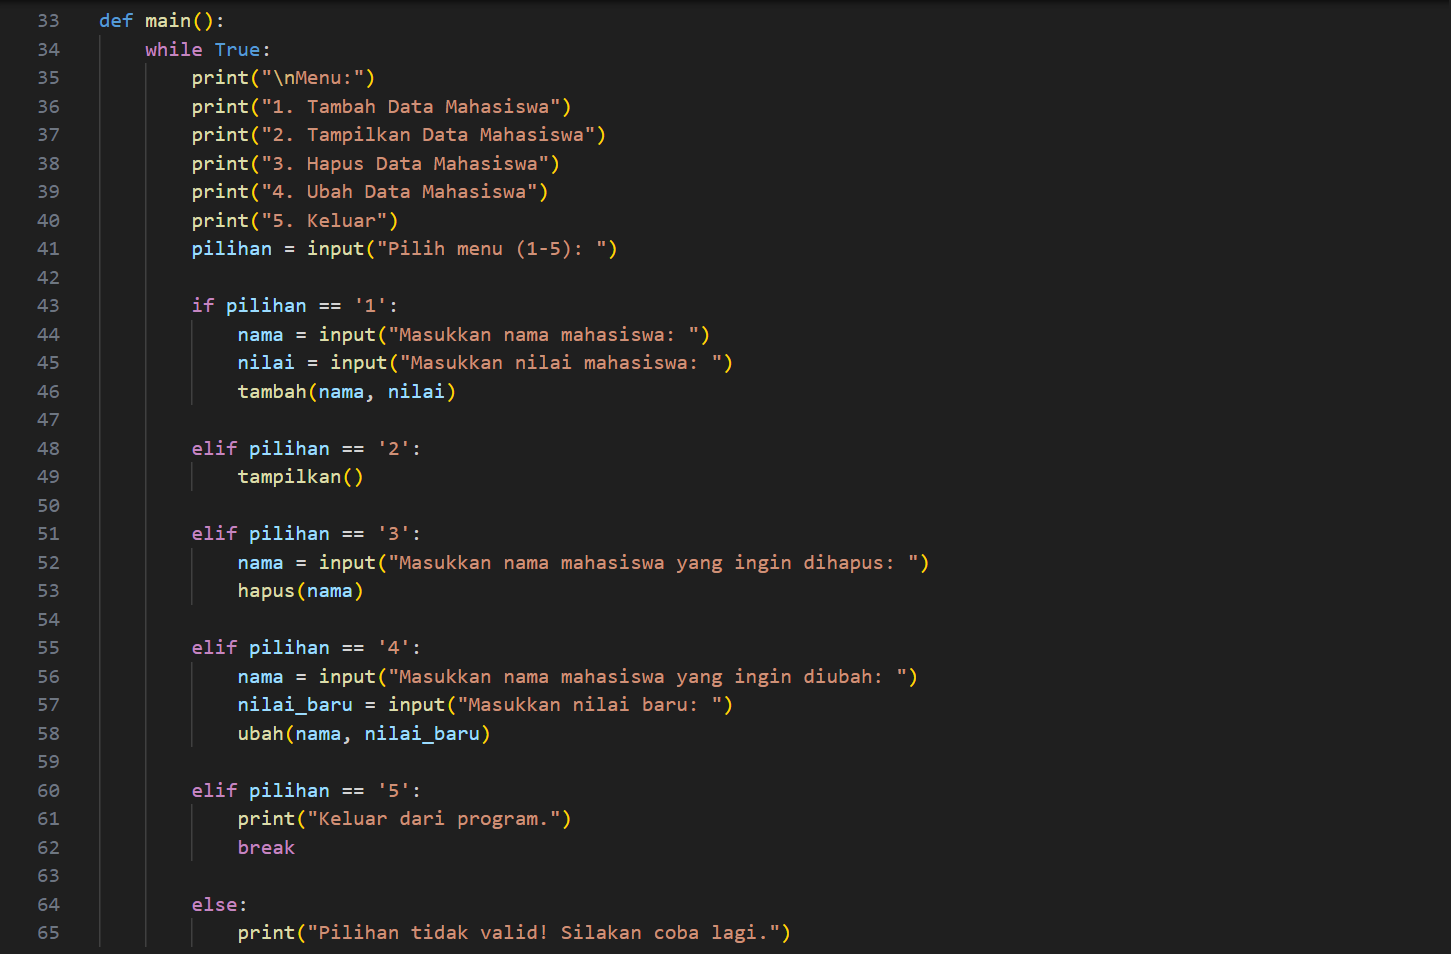 33 def main():
34     while True:
35         print("\nMenu:")
36         print("1. Tambah Data Mahasiswa")
37         print("2. Tampilkan Data Mahasiswa")
38         print("3. Hapus Data Mahasiswa")
39         print("4. Ubah Data Mahasiswa")
40         print("5. Keluar")
41         pilihan = input("Pilih menu (1-5): ")
42
43         if pilihan == '1':
44             nama = input("Masukkan nama mahasiswa: ")
45             nilai = input("Masukkan nilai mahasiswa: ")
46             tambah(nama, nilai)
47
48         elif pilihan == '2':
49             tampilkan()
50
51         elif pilihan == '3':
52             nama = input("Masukkan nama mahasiswa yang ingin dihapus: ")
53             hapus(nama)
54
55         elif pilihan == '4':
56             nama = input("Masukkan nama mahasiswa yang ingin diubah: ")
57             nilai_baru = input("Masukkan nilai baru: ")
58             ubah(nama, nilai_baru)
59
60         elif pilihan == '5':
61             print("Keluar dari program.")
62             break
63
64         else:
65             print("Pilihan tidak valid! Silakan coba lagi.")